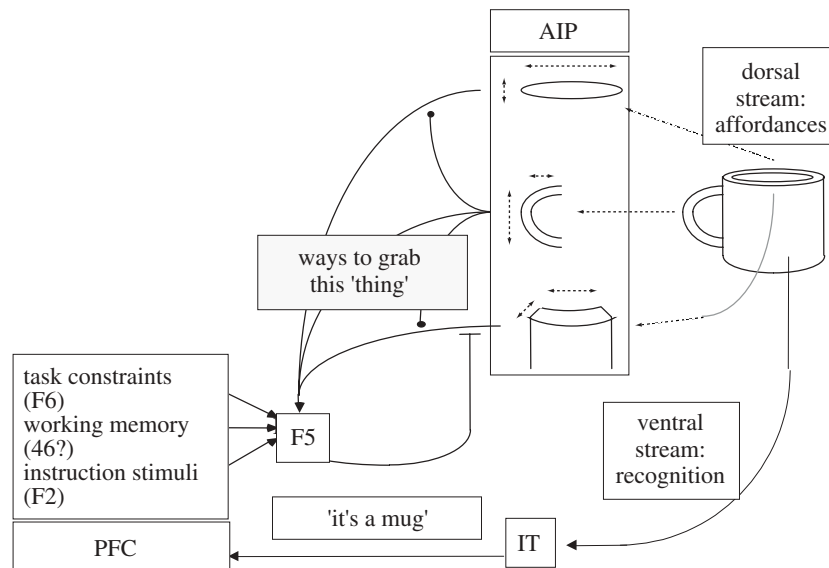 AIP
dorsal
stream:
affordances
ways to grab
this 'thing'
task constraints
(F6)
working memory
(46?)
instruction stimuli
(F2)
F5
ventral
stream:
recognition
'it's a mug'
PFC
IT